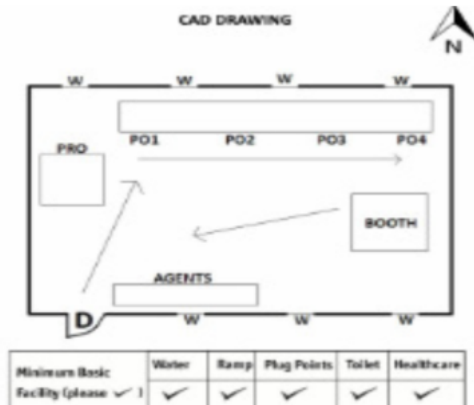 CAD DRAWING
N
W W W W
PO1 PO2 PO3 PO4
PRO
BOOTH
AGENTS
D W W W
Minimum Basic Water Ramp Plug Points Toilet Healthcare
Facility (please ✓ ) ✓ ✓ ✓ ✓ ✓